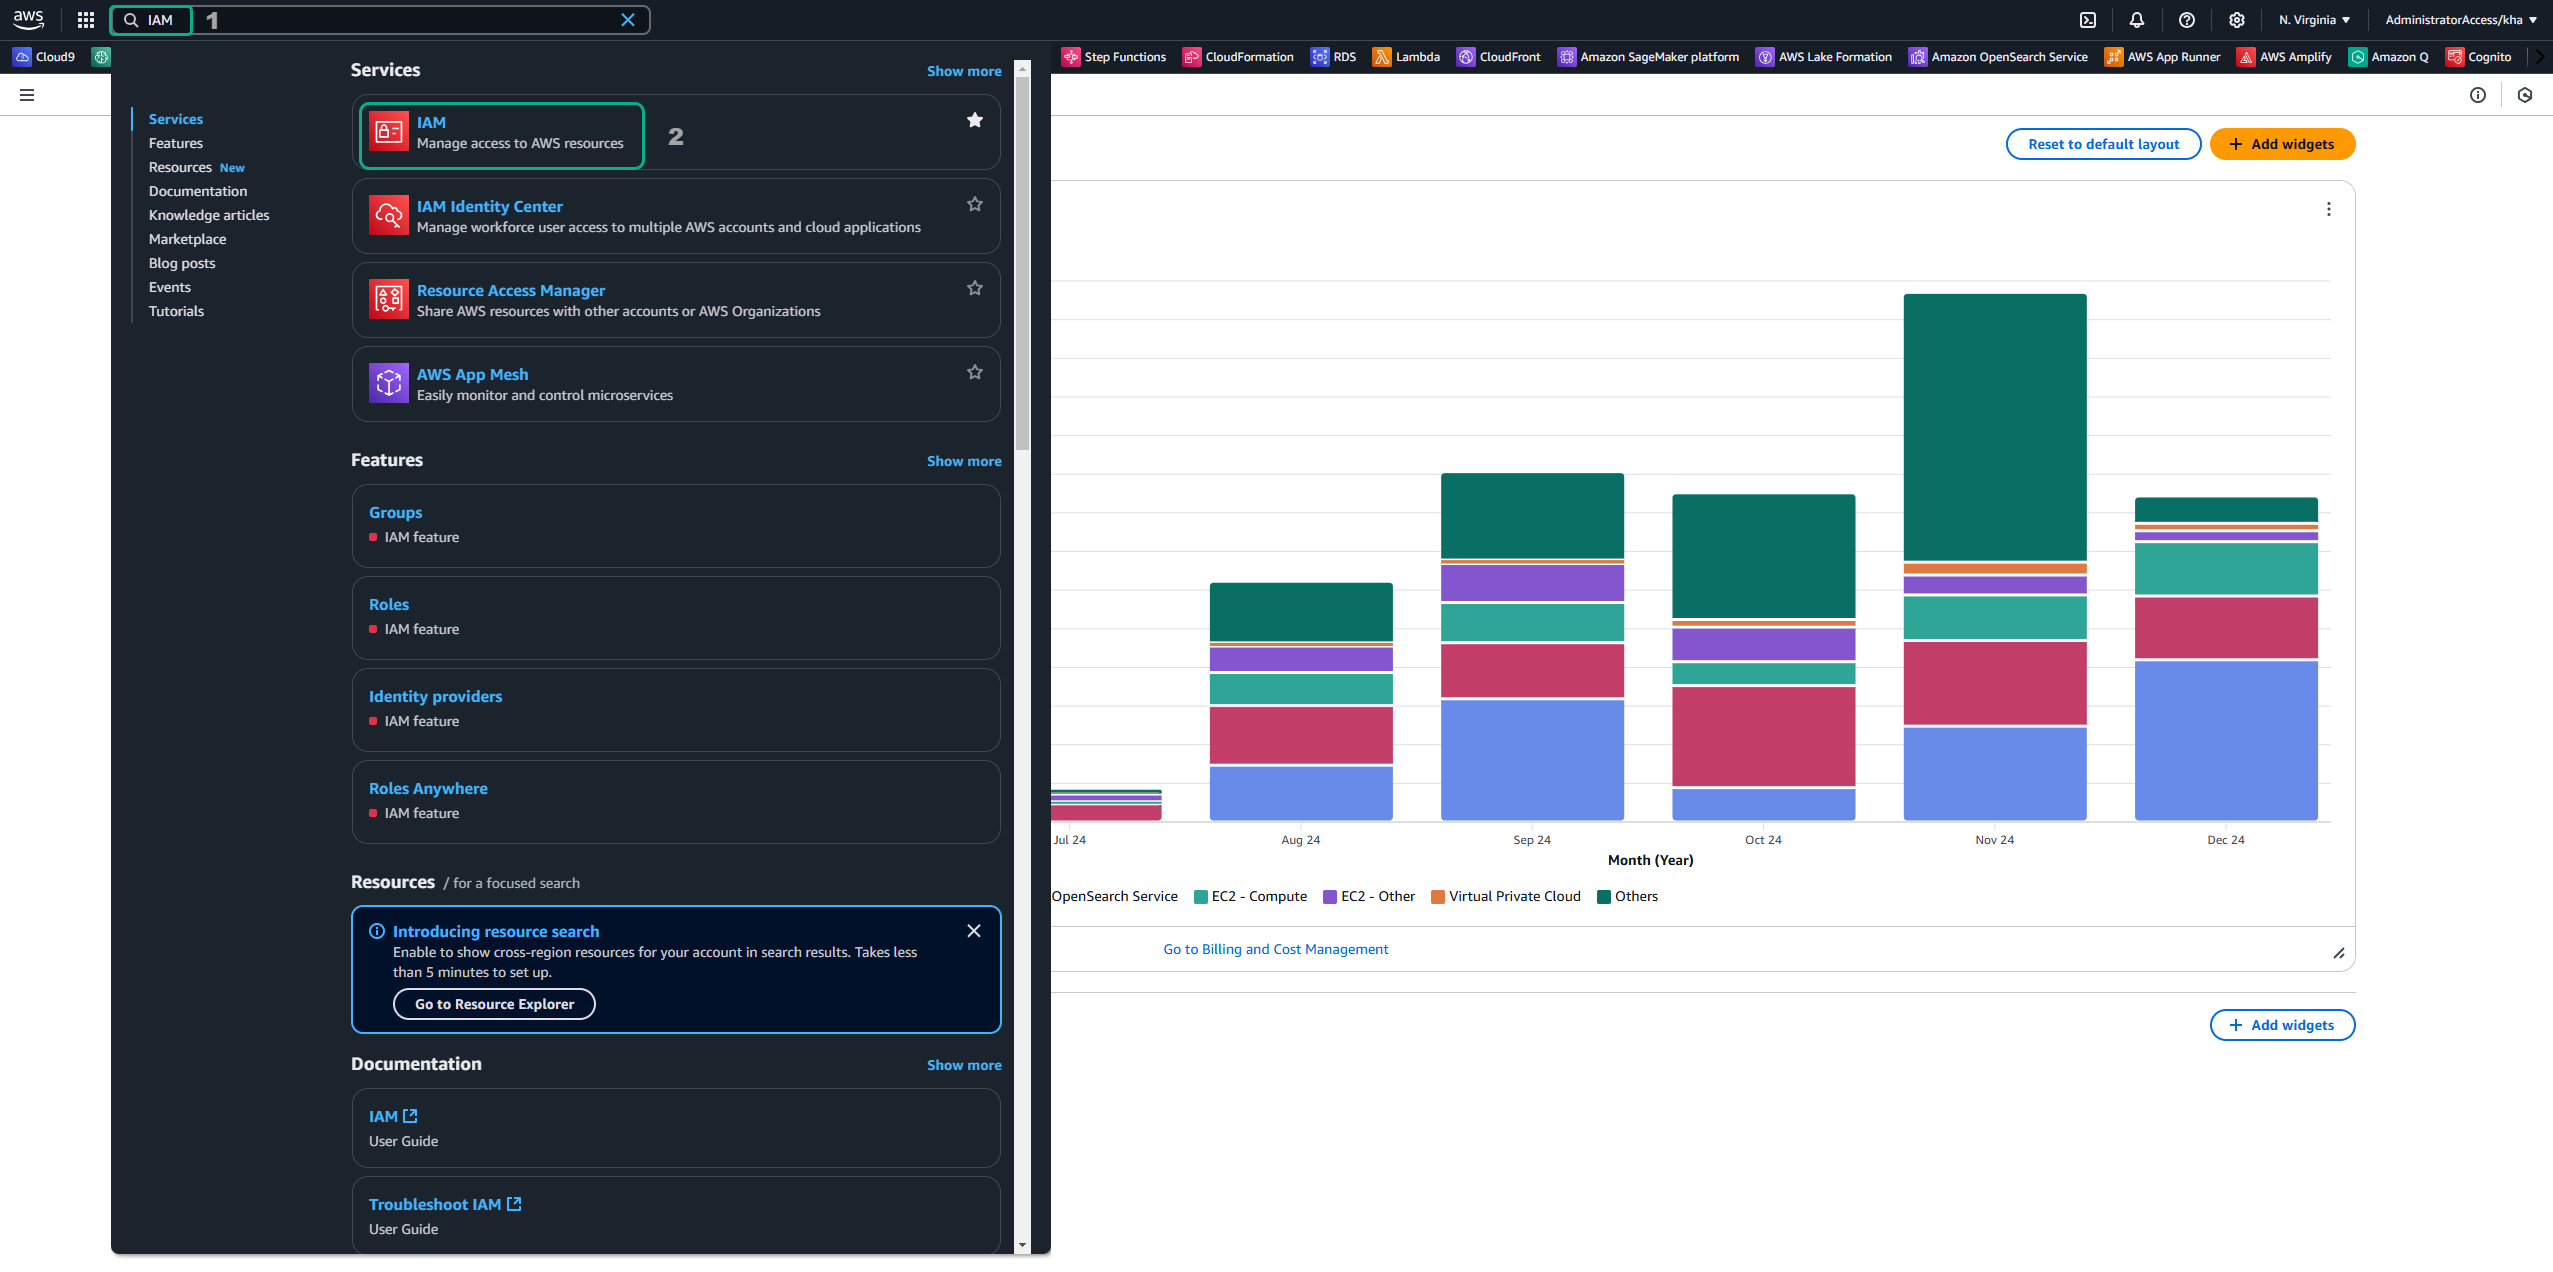 aws
IAM
1
N. Virginia
AdministratorAccess/kha
Cloud9
Step Functions
CloudFormation
RDS
Lambda
CloudFront
Amazon SageMaker platform
AWS Lake Formation
Amazon OpenSearch Service
AWS App Runner
AWS Amplify
Amazon Q
Cognito
Services
Features
Resources New
Documentation
Knowledge articles
Marketplace
Blog posts
Events
Tutorials
Services
Show more
IAM
Manage access to AWS resources
2
IAM Identity Center
Manage workforce user access to multiple AWS accounts and cloud applications
Resource Access Manager
Share AWS resources with other accounts or AWS Organizations
AWS App Mesh
Easily monitor and control microservices
Features
Show more
Groups
IAM feature
Roles
IAM feature
Identity providers
IAM feature
Roles Anywhere
IAM feature
Resources / for a focused search
Introducing resource search
Enable to show cross-region resources for your account in search results. Takes less
than 5 minutes to set up.
Go to Resource Explorer
Documentation
Show more
IAM
User Guide
Troubleshoot IAM
User Guide
Reset to default layout
+ Add widgets
Jul 24
Aug 24
Sep 24
Oct 24
Nov 24
Dec 24
Month (Year)
OpenSearch Service
EC2 - Compute
EC2 - Other
Virtual Private Cloud
Others
Go to Billing and Cost Management
+ Add widgets